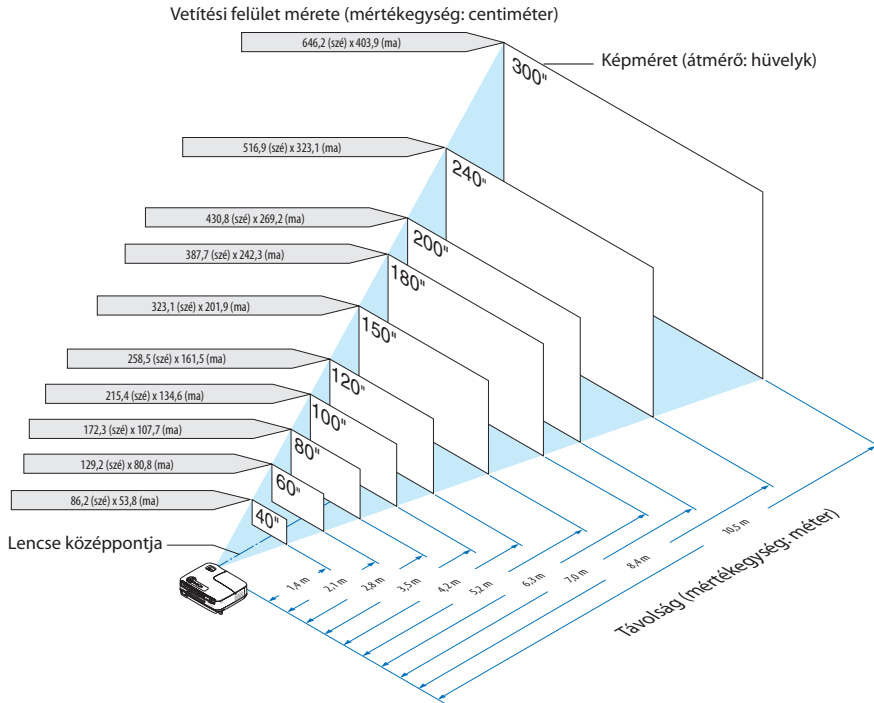 Vetítési felület mérete (mértékegység: centiméter)
646,2 (szé) x 403,9 (ma)
300"
Képméret (átmérő: hüvelyk)
516,9 (szé) x 323,1 (ma)
240"
430,8 (szé) x 269,2 (ma)
200"
387,7 (szé) x 242,3 (ma)
180"
323,1 (szé) x 201,9 (ma)
150"
258,5 (szé) x 161,5 (ma)
120"
215,4 (szé) x 134,6 (ma)
100"
172,3 (szé) x 107,7 (ma)
80"
129,2 (szé) x 80,8 (ma)
60"
86,2 (szé) x 53,8 (ma)
40"
Lencse középpontja
1,4 m
2,1 m
2,8 m
3,5 m
4,2 m
5,2 m
6,3 m
7,0 m
8,4 m
10,5 m
Távolság (mértékegység: méter)